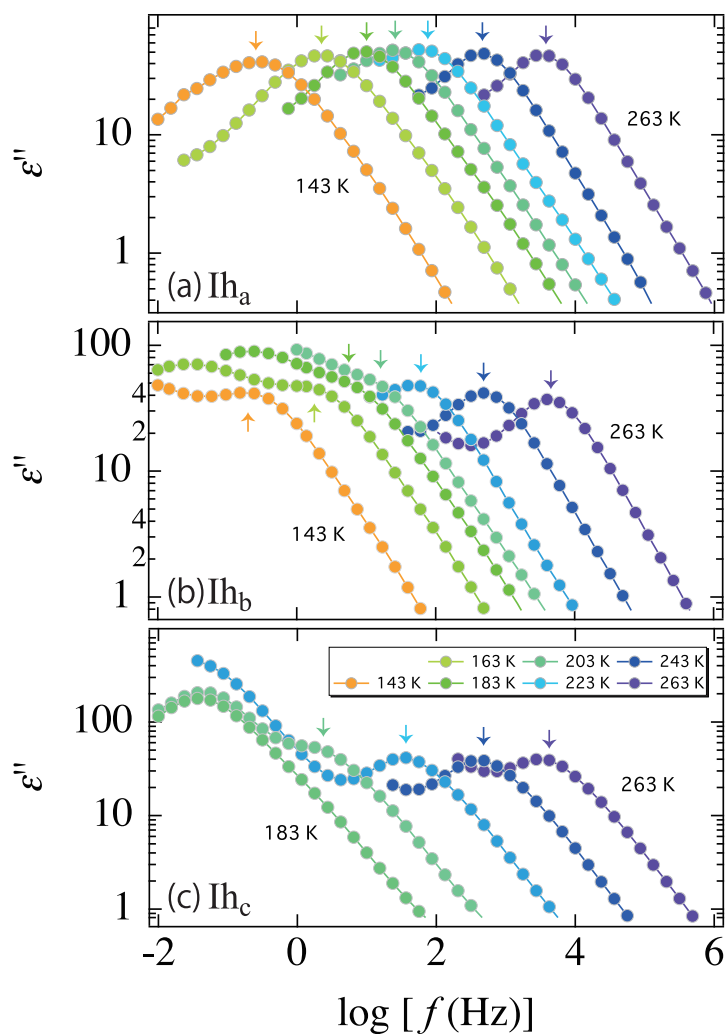 10
1
ε"
143 K
263 K
(a) Ihₐ
100
4
2
10
4
2
1
ε"
143 K
263 K
(b) Ih_b
163 K 203 K 243 K
143 K 183 K 223 K 263 K
100
10
1
ε"
183 K
263 K
(c) Ih_c
-2 0 2 4 6
log [ f (Hz) ]